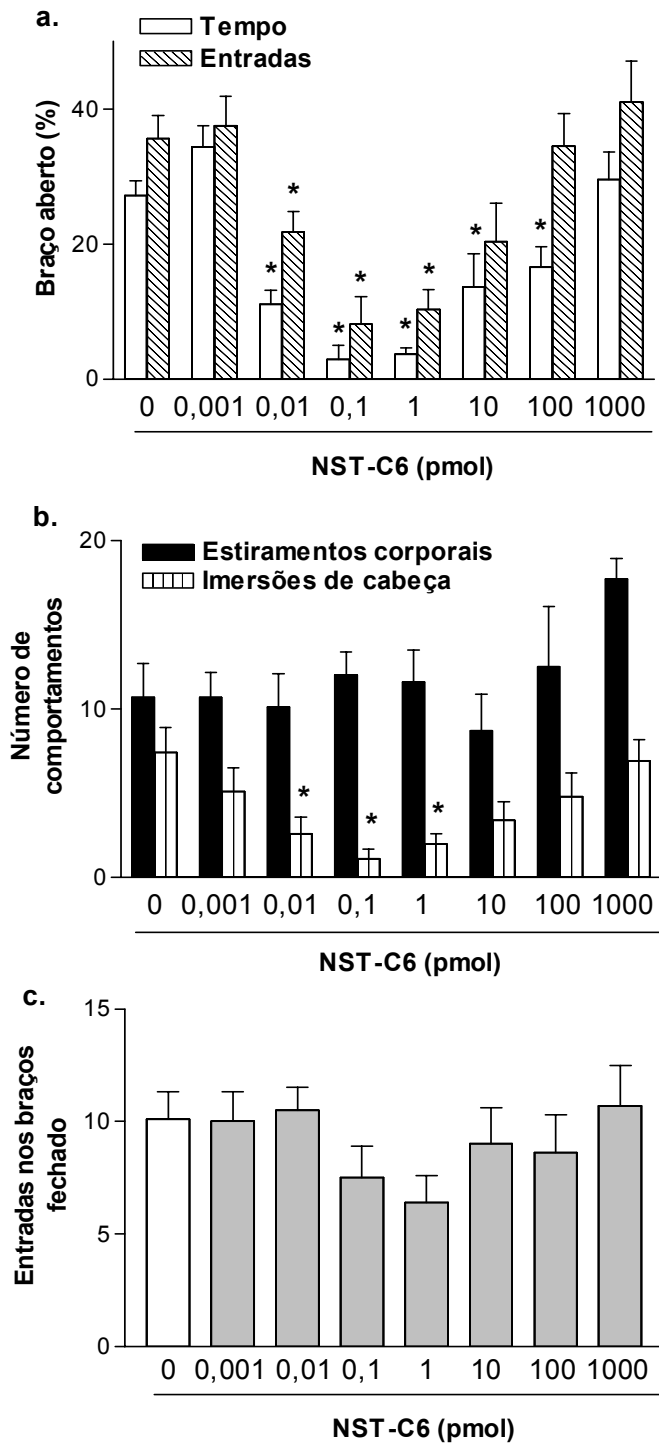 a.
Tempo
Entradas
Braço aberto (%)
40
20
0
* * * * * * * *
0 0,001 0,01 0,1 1 10 100 1000
NST-C6 (pmol)
b.
Estiramentos corporais
Imersões de cabeça
Número de
comportamentos
20
10
0
* * *
0 0,001 0,01 0,1 1 10 100 1000
NST-C6 (pmol)
c.
Entradas nos braços
fechado
15
10
5
0
0 0,001 0,01 0,1 1 10 100 1000
NST-C6 (pmol)